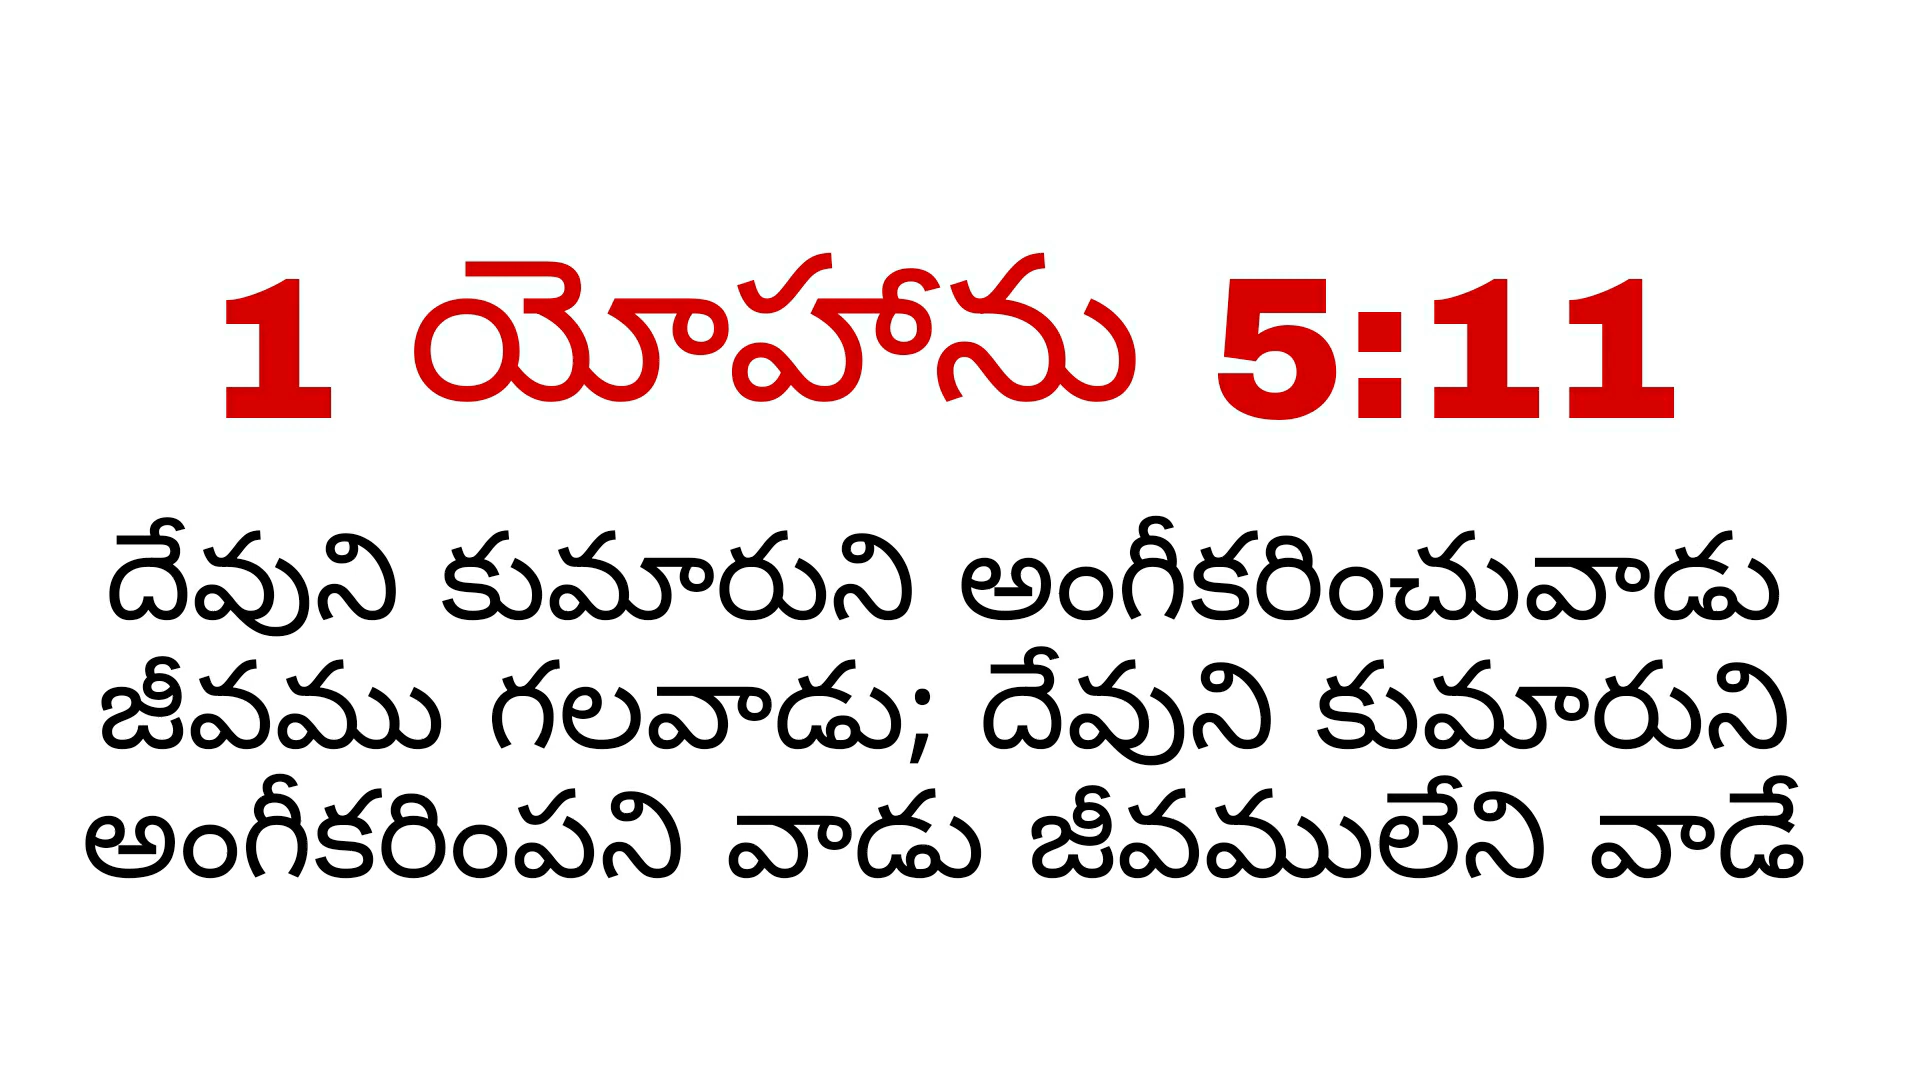 1 యోహాను 5:11
దేవుని కుమారుని అంగీకరించువాడు
జీవము గలవాడు; దేవుని కుమారుని
అంగీకరింపని వాడు జీవములేని వాడే